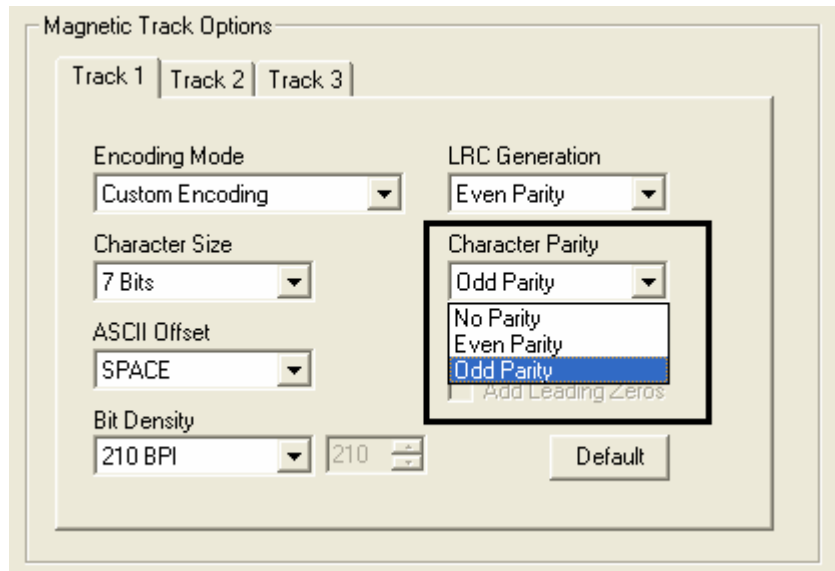 Magnetic Track Options
Track 1 Track 2 Track 3
Encoding Mode
Custom Encoding
LRC Generation
Even Parity
Character Size
7 Bits
Character Parity
Odd Parity
No Parity
Even Parity
Odd Parity
Add Leading Zeros
ASCII Offset
SPACE
Bit Density
210 BPI 210
Default